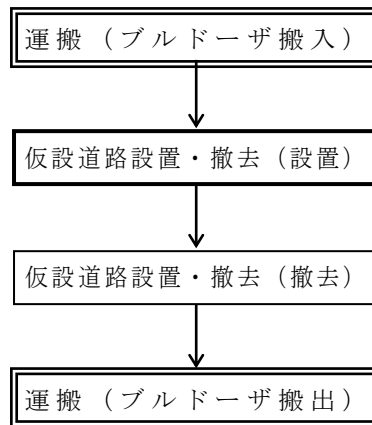 運搬（ブルドーザ搬入）
仮設道路設置・撤去（設置）
仮設道路設置・撤去（撤去）
運搬（ブルドーザ搬出）